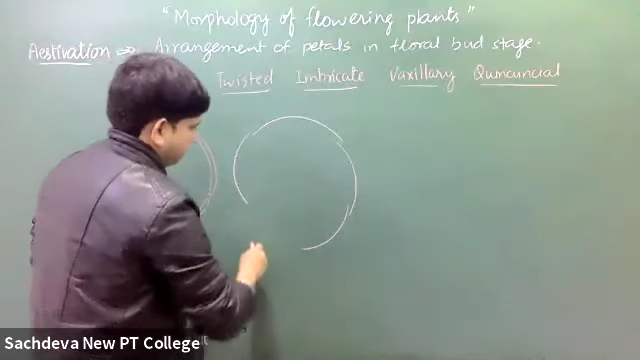 "Morphology of flowering plants"
Aestivation ⇒ Arrangement of petals in floral bud stage.
Twisted Imbricate Vaxillary Quncuncial
Sachdeva New PT College